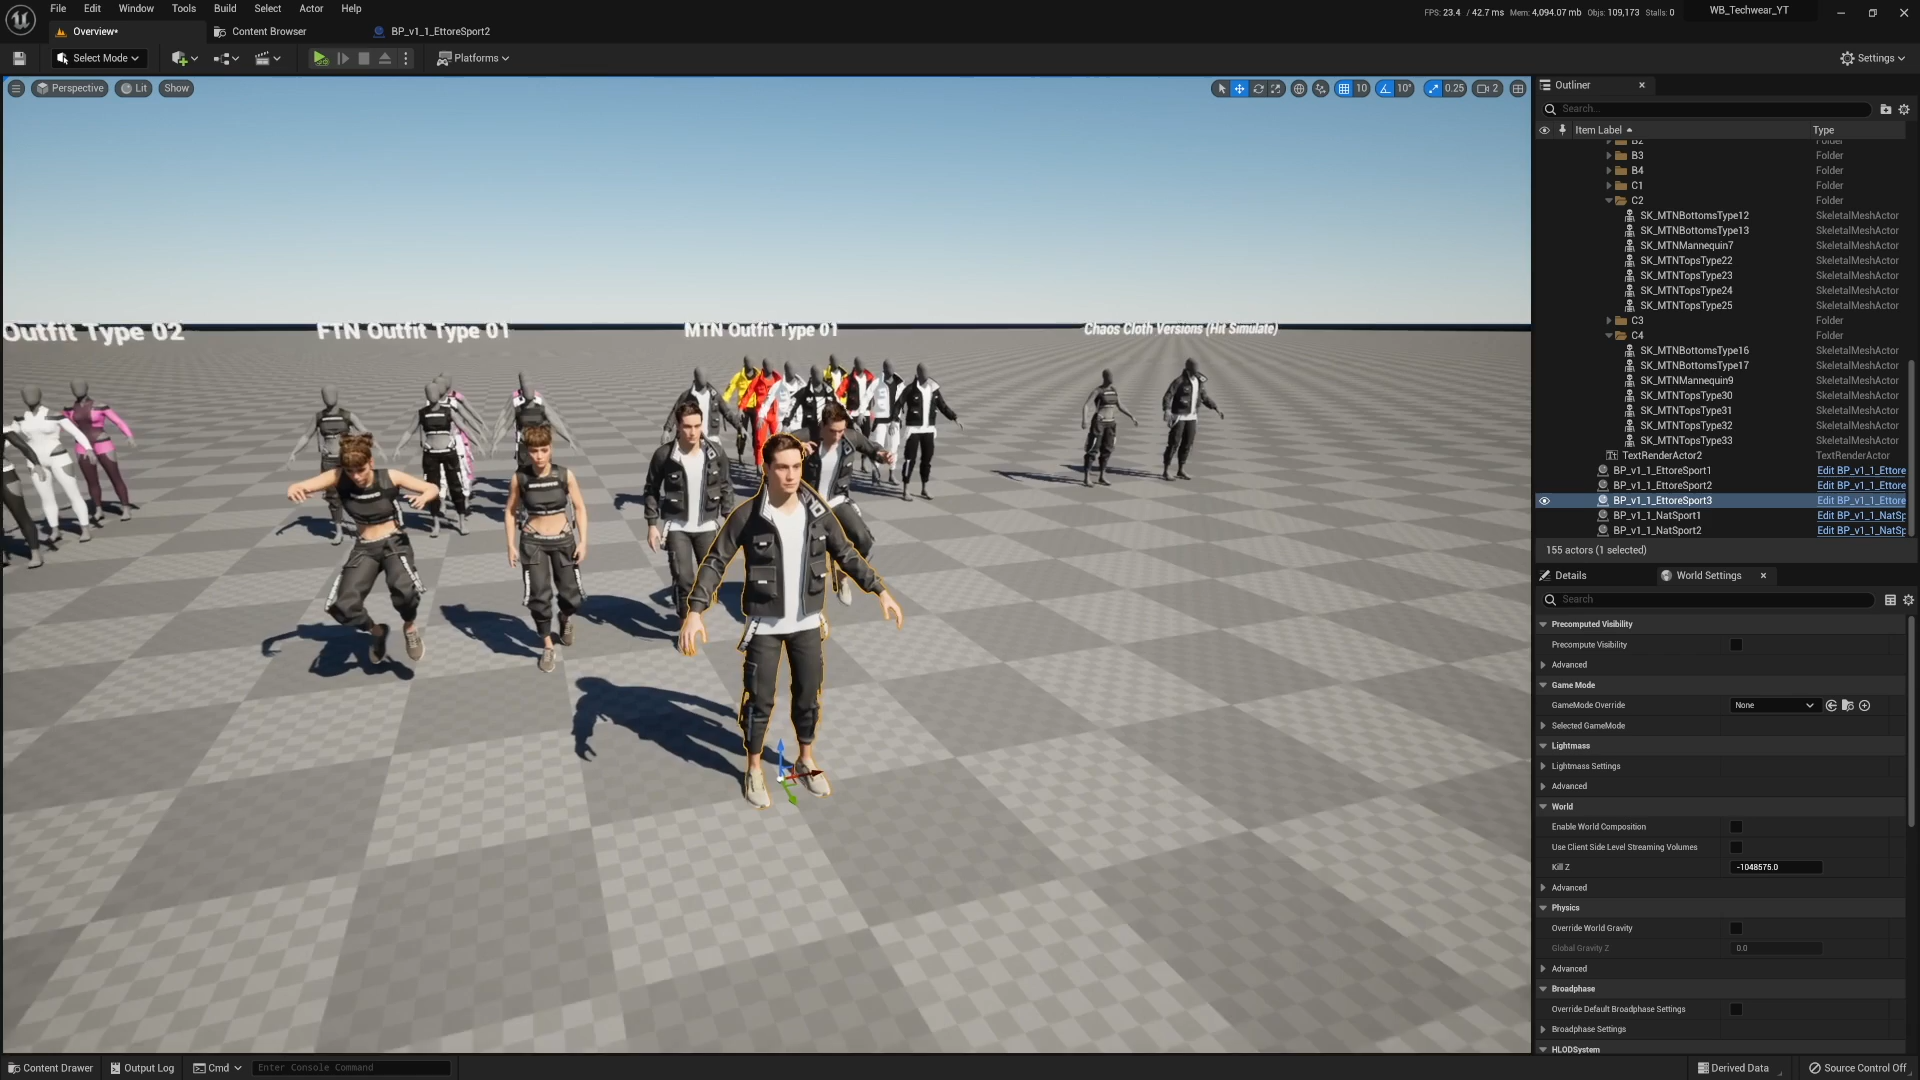 File Edit Window Tools Build Select Actor Help
FPS: 23.4 / 42.7 ms Mem: 4,094.07 mb Objs: 109,173 Stalls: 0
WB_Techwear_YT
Overview*
Content Browser
BP_v1_1_EttoreSport2
Select Mode
Platforms
Settings
Perspective
Lit
Show
10
10°
0.25
2
Outfit Type 02
FTN Outfit Type 01
MTN Outfit Type 01
Chaos Cloth Versions (Hit Simulate)
Outliner
Search...
Item Label
Type
B2 Folder
B3 Folder
B4 Folder
C1 Folder
C2 Folder
SK_MTNBottomsType12 SkeletalMeshActor
SK_MTNBottomsType13 SkeletalMeshActor
SK_MTNMannequin7 SkeletalMeshActor
SK_MTNTopsType22 SkeletalMeshActor
SK_MTNTopsType23 SkeletalMeshActor
SK_MTNTopsType24 SkeletalMeshActor
SK_MTNTopsType25 SkeletalMeshActor
C3 Folder
C4 Folder
SK_MTNBottomsType16 SkeletalMeshActor
SK_MTNBottomsType17 SkeletalMeshActor
SK_MTNMannequin9 SkeletalMeshActor
SK_MTNTopsType30 SkeletalMeshActor
SK_MTNTopsType31 SkeletalMeshActor
SK_MTNTopsType32 SkeletalMeshActor
SK_MTNTopsType33 SkeletalMeshActor
TextRenderActor2 TextRenderActor
BP_v1_1_EttoreSport1 Edit BP_v1_1_Ettore
BP_v1_1_EttoreSport2 Edit BP_v1_1_Ettore
BP_v1_1_EttoreSport3 Edit BP_v1_1_Ettore
BP_v1_1_NatSport1 Edit BP_v1_1_NatSp
BP_v1_1_NatSport2 Edit BP_v1_1_NatSp
155 actors (1 selected)
Details
World Settings
Search
Precomputed Visibility
Precompute Visibility
Advanced
Game Mode
GameMode Override None
Selected GameMode
Lightmass
Lightmass Settings
Advanced
World
Enable World Composition
Use Client Side Level Streaming Volumes
Kill Z -1048575.0
Advanced
Physics
Override World Gravity
Global Gravity Z 0.0
Advanced
Broadphase
Override Default Broadphase Settings
Broadphase Settings
HLODSystem
Content Drawer
Output Log
Cmd
Enter Console Command
Derived Data
Source Control Off